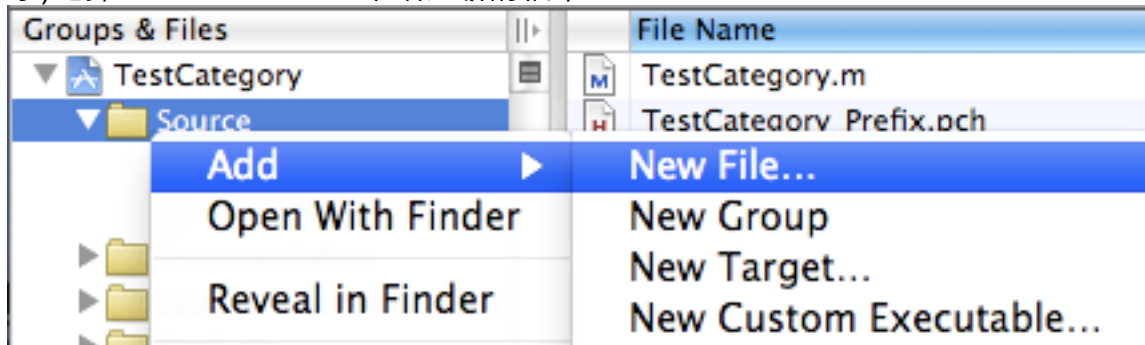 Groups & Files
File Name
TestCategory
TestCategory.m
Source
TestCategory_Prefix.pch
Add
New File...
Open With Finder
New Group
New Target...
Reveal in Finder
New Custom Executable...